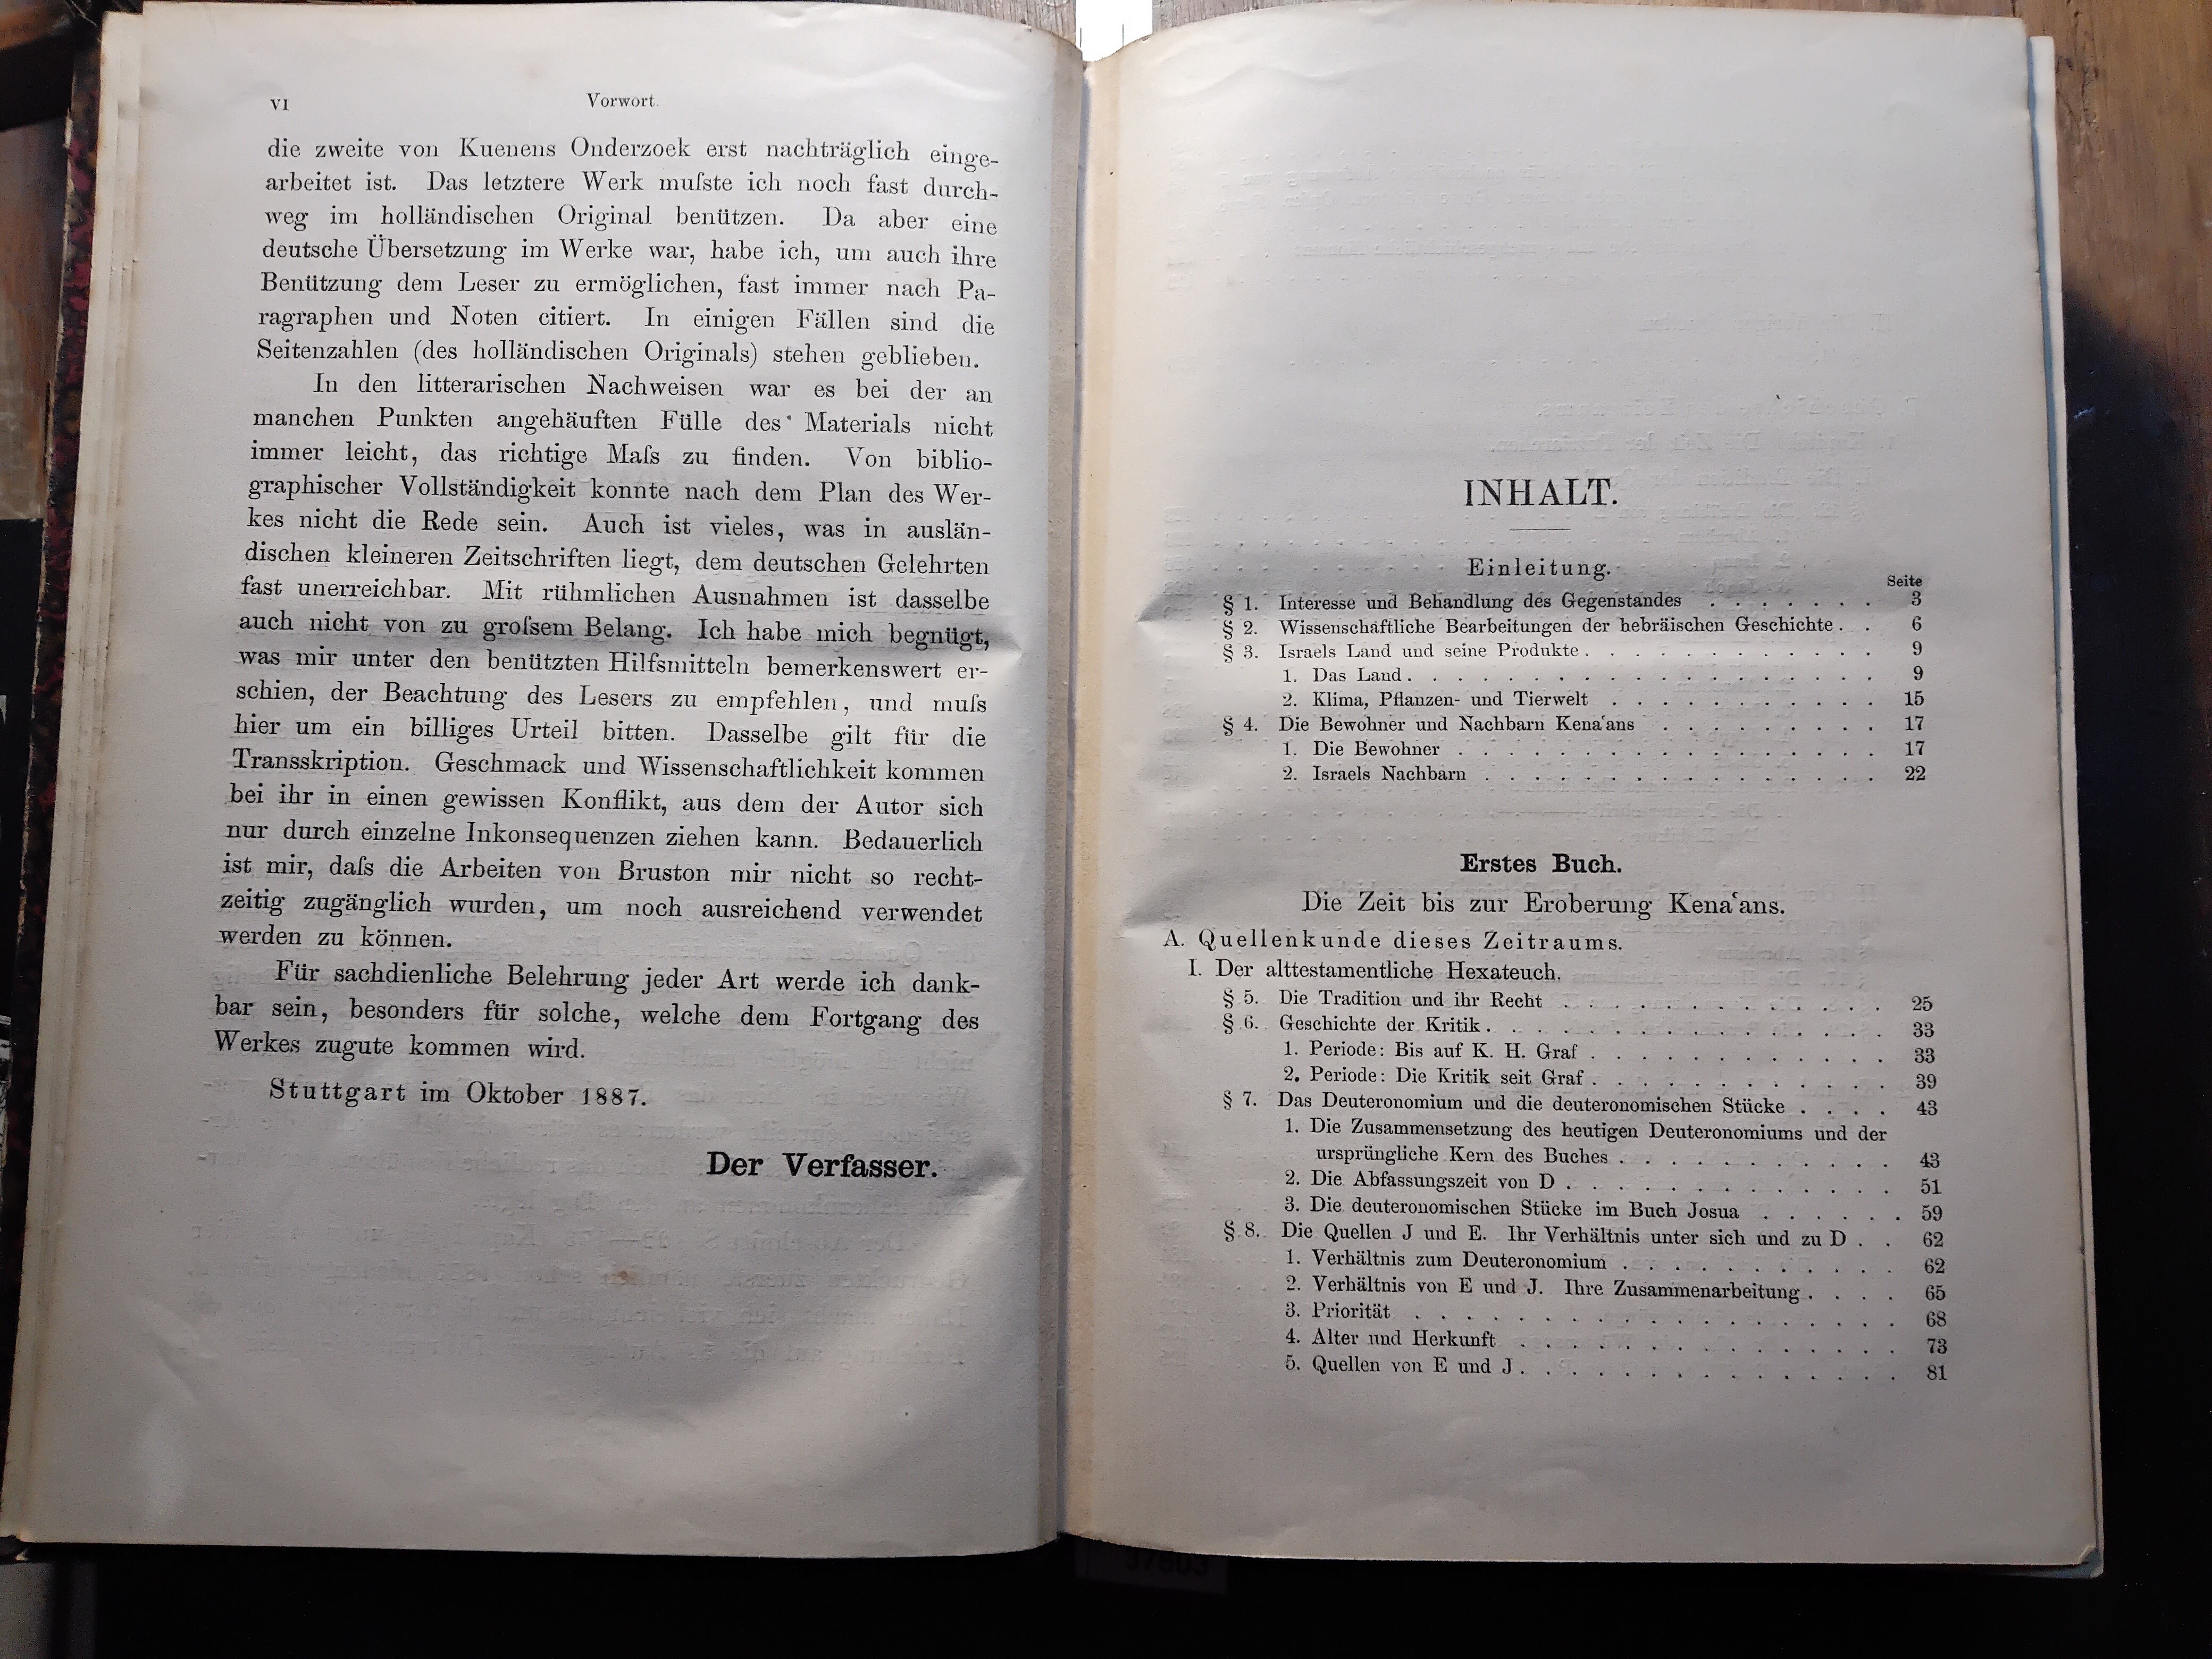 VI
Vorwort.
die zweite von Kuenens Onderzoek erst nachträglich einge-
arbeitet ist. Das letztere Werk muſste ich noch fast durch-
weg im holländischen Original benützen. Da aber eine
deutsche Übersetzung im Werke war, habe ich, um auch ihre
Benützung dem Leser zu ermöglichen, fast immer nach Pa-
ragraphen und Noten citiert. In einigen Fällen sind die
Seitenzahlen (des holländischen Originals) stehen geblieben.
In den litterarischen Nachweisen war es bei der an
manchen Punkten angehäuften Fülle des Materials nicht
immer leicht, das richtige Maſs zu finden. Von biblio-
graphischer Vollständigkeit konnte nach dem Plan des Wer-
kes nicht die Rede sein. Auch ist vieles, was in auslän-
dischen kleineren Zeitschriften liegt, dem deutschen Gelehrten
fast unerreichbar. Mit rühmlichen Ausnahmen ist dasselbe
auch nicht von zu groſsem Belang. Ich habe mich begnügt,
was mir unter den benützten Hilfsmitteln bemerkenswert er-
schien, der Beachtung des Lesers zu empfehlen, und muſs
hier um ein billiges Urteil bitten. Dasselbe gilt für die
Transskription. Geschmack und Wissenschaftlichkeit kommen
bei ihr in einen gewissen Konflikt, aus dem der Autor sich
nur durch einzelne Inkonsequenzen ziehen kann. Bedauerlich
ist mir, daſs die Arbeiten von Bruston mir nicht so recht-
zeitig zugänglich wurden, um noch ausreichend verwendet
werden zu können.
Für sachdienliche Belehrung jeder Art werde ich dank-
bar sein, besonders für solche, welche dem Fortgang des
Werkes zugute kommen wird.
Stuttgart im Oktober 1887.
Der Verfasser.
INHALT.
Einleitung.
Seite
§ 1. Interesse und Behandlung des Gegenstandes . . . . . . . 3
§ 2. Wissenschaftliche Bearbeitungen der hebräischen Geschichte . . 6
§ 3. Israels Land und seine Produkte . . . . . . . . . . . 9
1. Das Land . . . . . . . . . . . . . . . . . 9
2. Klima, Pflanzen- und Tierwelt . . . . . . . . . . 15
§ 4. Die Bewohner und Nachbarn Kenaʿans . . . . . . . . . 17
1. Die Bewohner . . . . . . . . . . . . . . . 17
2. Israels Nachbarn . . . . . . . . . . . . . . 22
Erstes Buch.
Die Zeit bis zur Eroberung Kenaʿans.
A. Quellenkunde dieses Zeitraums.
I. Der alttestamentliche Hexateuch.
§ 5. Die Tradition und ihr Recht . . . . . . . . . . . . 25
§ 6. Geschichte der Kritik . . . . . . . . . . . . . . 33
1. Periode: Bis auf K. H. Graf . . . . . . . . . . . 33
2. Periode: Die Kritik seit Graf . . . . . . . . . . . 39
§ 7. Das Deuteronomium und die deuteronomischen Stücke . . . . 43
1. Die Zusammensetzung des heutigen Deuteronomiums und der
ursprüngliche Kern des Buches . . . . . . . . . . 43
2. Die Abfassungszeit von D . . . . . . . . . . . . 51
3. Die deuteronomischen Stücke im Buch Josua . . . . . . 59
§ 8. Die Quellen J und E. Ihr Verhältnis unter sich und zu D . . 62
1. Verhältnis zum Deuteronomium . . . . . . . . . . 62
2. Verhältnis von E und J. Ihre Zusammenarbeitung . . . . 65
3. Priorität . . . . . . . . . . . . . . . . . 68
4. Alter und Herkunft . . . . . . . . . . . . . . 73
5. Quellen von E und J . . . . . . . . . . . . . . 81